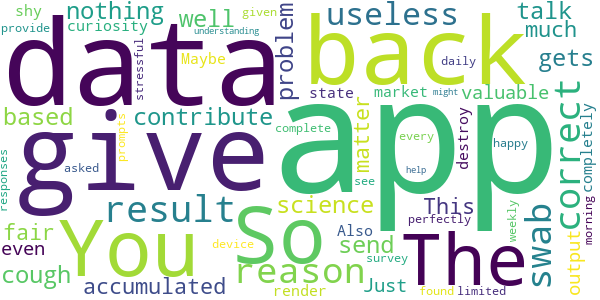 data
back
app
give
You
So
The
useless
nothing
well
talk
shy
curiosity
provide
given
understanding
Maybe
stressful
problem
much
gets
daily
state
market
valuable
based
contribute
prompts
complete
matter
every
might
happy
help
destroy
correct
completely
responses
asked
see
result
science
This
perfectly
swab
weekly
morning
output
fair
even
cough
accumulated
reason
device
render
send
Also
survey
Just
found
limited